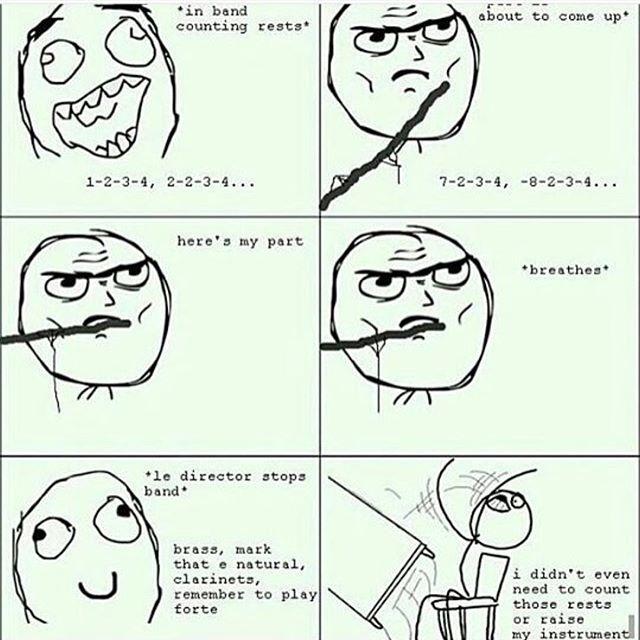 *in band
counting rests*
1-2-3-4, 2-2-3-4...
about to come up*
7-2-3-4, -8-2-3-4...
here's my part
*breathes*
*le director stops
band*
brass, mark
that e natural,
clarinets,
remember to play
forte
i didn't even
need to count
those rests
or raise
my instrument